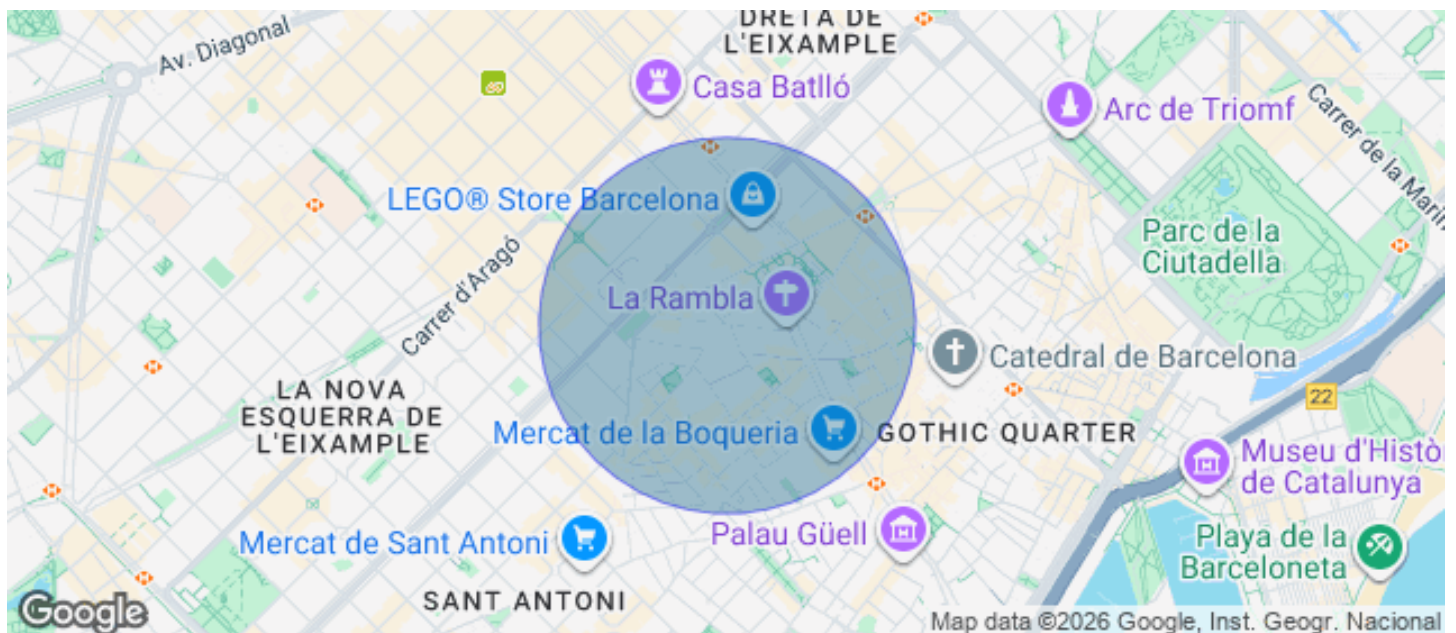 DRETA DE
L'EIXAMPLE
Av. Diagonal
Casa Batlló
Arc de Triomf
Carrer de la Marin
LEGO® Store Barcelona
Parc de la
Ciutadella
Carrer d'Aragó
La Rambla
Catedral de Barcelona
LA NOVA
ESQUERRA DE
L'EIXAMPLE
22
Mercat de la Boqueria
GOTHIC QUARTER
Museu d'Històr
de Catalunya
Mercat de Sant Antoni
Palau Güell
Playa de la
Barceloneta
SANT ANTONI
Google
Map data ©2026 Google, Inst. Geogr. Nacional